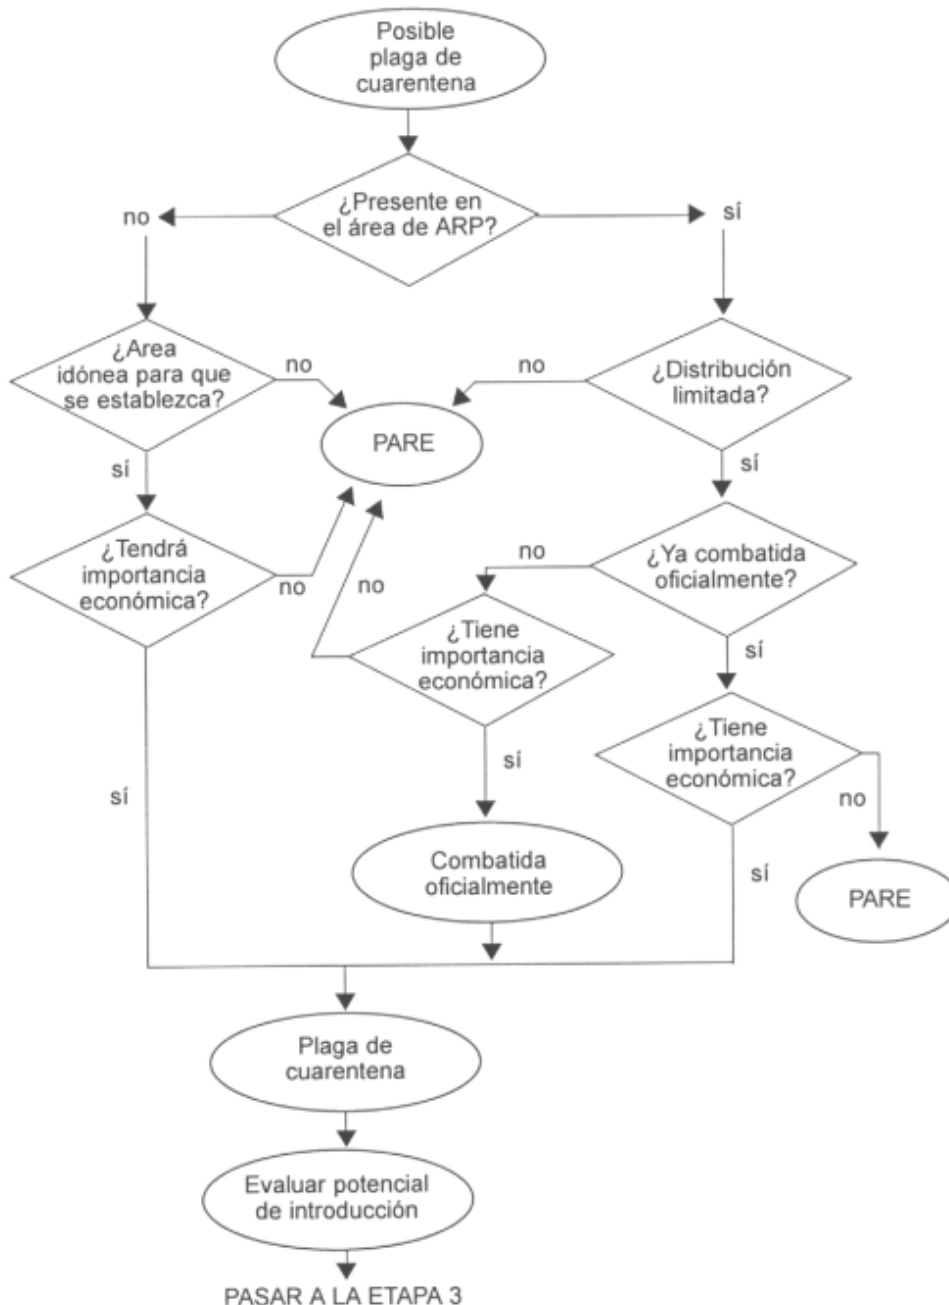 Posible
plaga de
cuarentena
¿Presente en
el área de ARP?
no
sí
¿Area
idónea para que
se establezca?
no
no
¿Distribución
limitada?
PARE
sí
sí
¿Tendrá
importancia
económica?
no
no
no
¿Ya combatida
oficialmente?
¿Tiene
importancia
económica?
sí
¿Tiene
importancia
económica?
sí
sí
no
Combatida
oficialmente
sí
PARE
Plaga de
cuarentena
Evaluar potencial
de introducción
PASAR A LA ETAPA 3